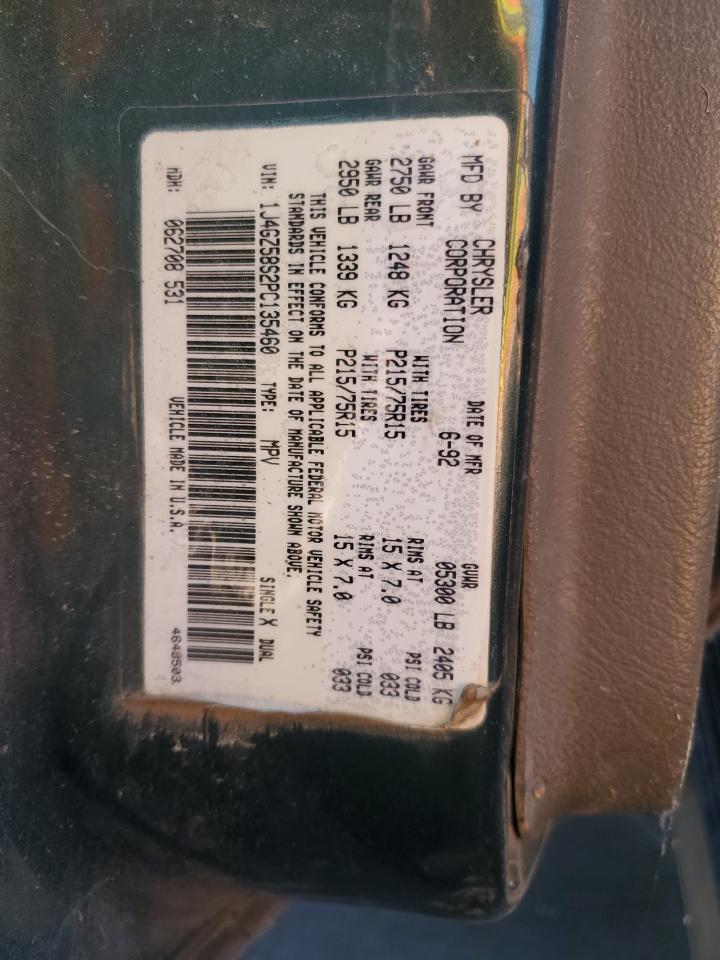 MFD BY CHRYSLER CORPORATION DATE OF MFR 6-92 GVWR 05300 LB 2405 KG
GAWR FRONT WITH TIRES RIMS AT PSI COLD
2750 LB 1248 KG P215/75R15 15 X 7.0 033
GAWR REAR WITH TIRES RIMS AT PSI COLD
2950 LB 1339 KG P215/75R15 15 X 7.0 033
THIS VEHICLE CONFORMS TO ALL APPLICABLE FEDERAL MOTOR VEHICLE SAFETY
STANDARDS IN EFFECT ON THE DATE OF MANUFACTURE SHOWN ABOVE.
VIN: 1J4GZ58S2PC135460 TYPE: MPV SINGLE X DUAL
MDH: 062708 531 VEHICLE MADE IN U.S.A. 4648503